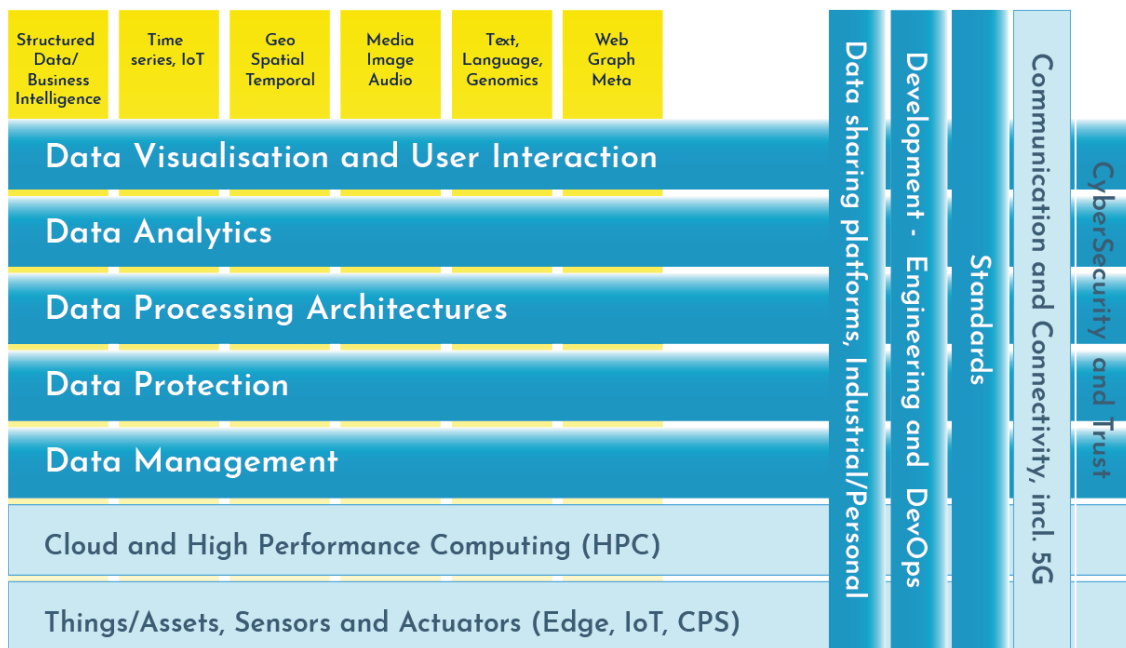 Structured
Data/
Business
Intelligence
Time
series, IoT
Geo
Spatial
Temporal
Media
Image
Audio
Text,
Language,
Genomics
Web
Graph
Meta
Data Visualisation and User Interaction
Data Analytics
Data Processing Architectures
Data Protection
Data Management
Cloud and High Performance Computing (HPC)
Things/Assets, Sensors and Actuators (Edge, IoT, CPS)
Data sharing platforms, Industrial/Personal
Development - Engineering and DevOps
Standards
Communication and Connectivity, incl. 5G
CyberSecurity and Trust